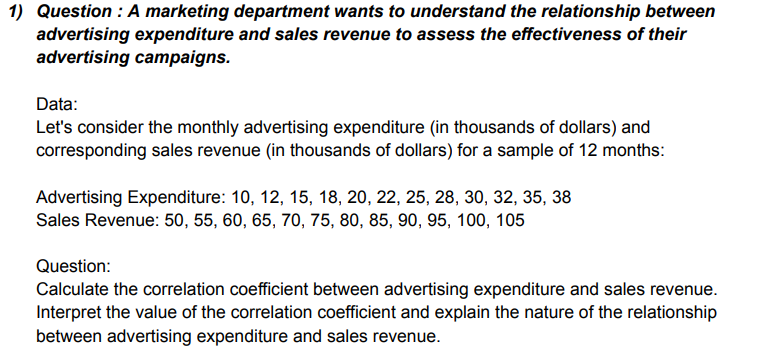 1) Question : A marketing department wants to understand the relationship between
advertising expenditure and sales revenue to assess the effectiveness of their
advertising campaigns.
Data:
Let's consider the monthly advertising expenditure (in thousands of dollars) and
corresponding sales revenue (in thousands of dollars) for a sample of 12 months:
Advertising Expenditure: 10, 12, 15, 18, 20, 22, 25, 28, 30, 32, 35, 38
Sales Revenue: 50, 55, 60, 65, 70, 75, 80, 85, 90, 95, 100, 105
Question:
Calculate the correlation coefficient between advertising expenditure and sales revenue.
Interpret the value of the correlation coefficient and explain the nature of the relationship
between advertising expenditure and sales revenue.